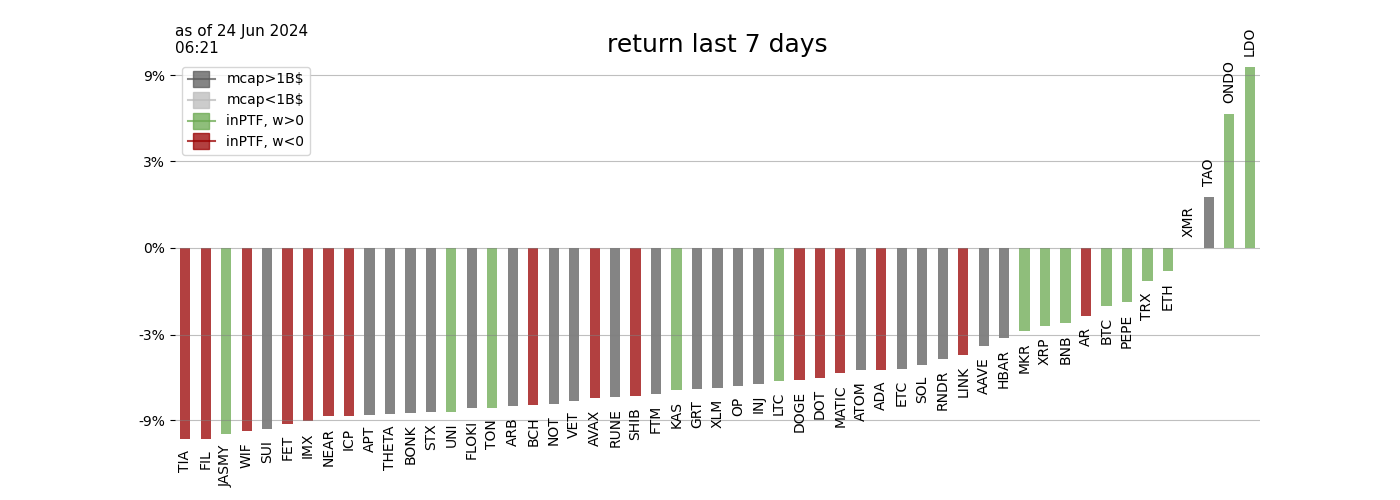 as of 24 Jun 2024
06:21
return last 7 days
mcap>1B$
mcap<1B$
inPTF, w>0
inPTF, w<0
9%
3%
0%
-3%
-9%
TIA
FIL
JASMY
WIF
SUI
FET
IMX
NEAR
ICP
APT
THETA
BONK
STX
UNI
FLOKI
TON
ARB
BCH
NOT
VET
AVAX
RUNE
SHIB
FTM
KAS
GRT
XLM
OP
INJ
LTC
DOGE
DOT
MATIC
ATOM
ADA
ETC
SOL
RNDR
LINK
AAVE
HBAR
MKR
XRP
BNB
AR
BTC
PEPE
TRX
ETH
XMR
TAO
ONDO
LDO